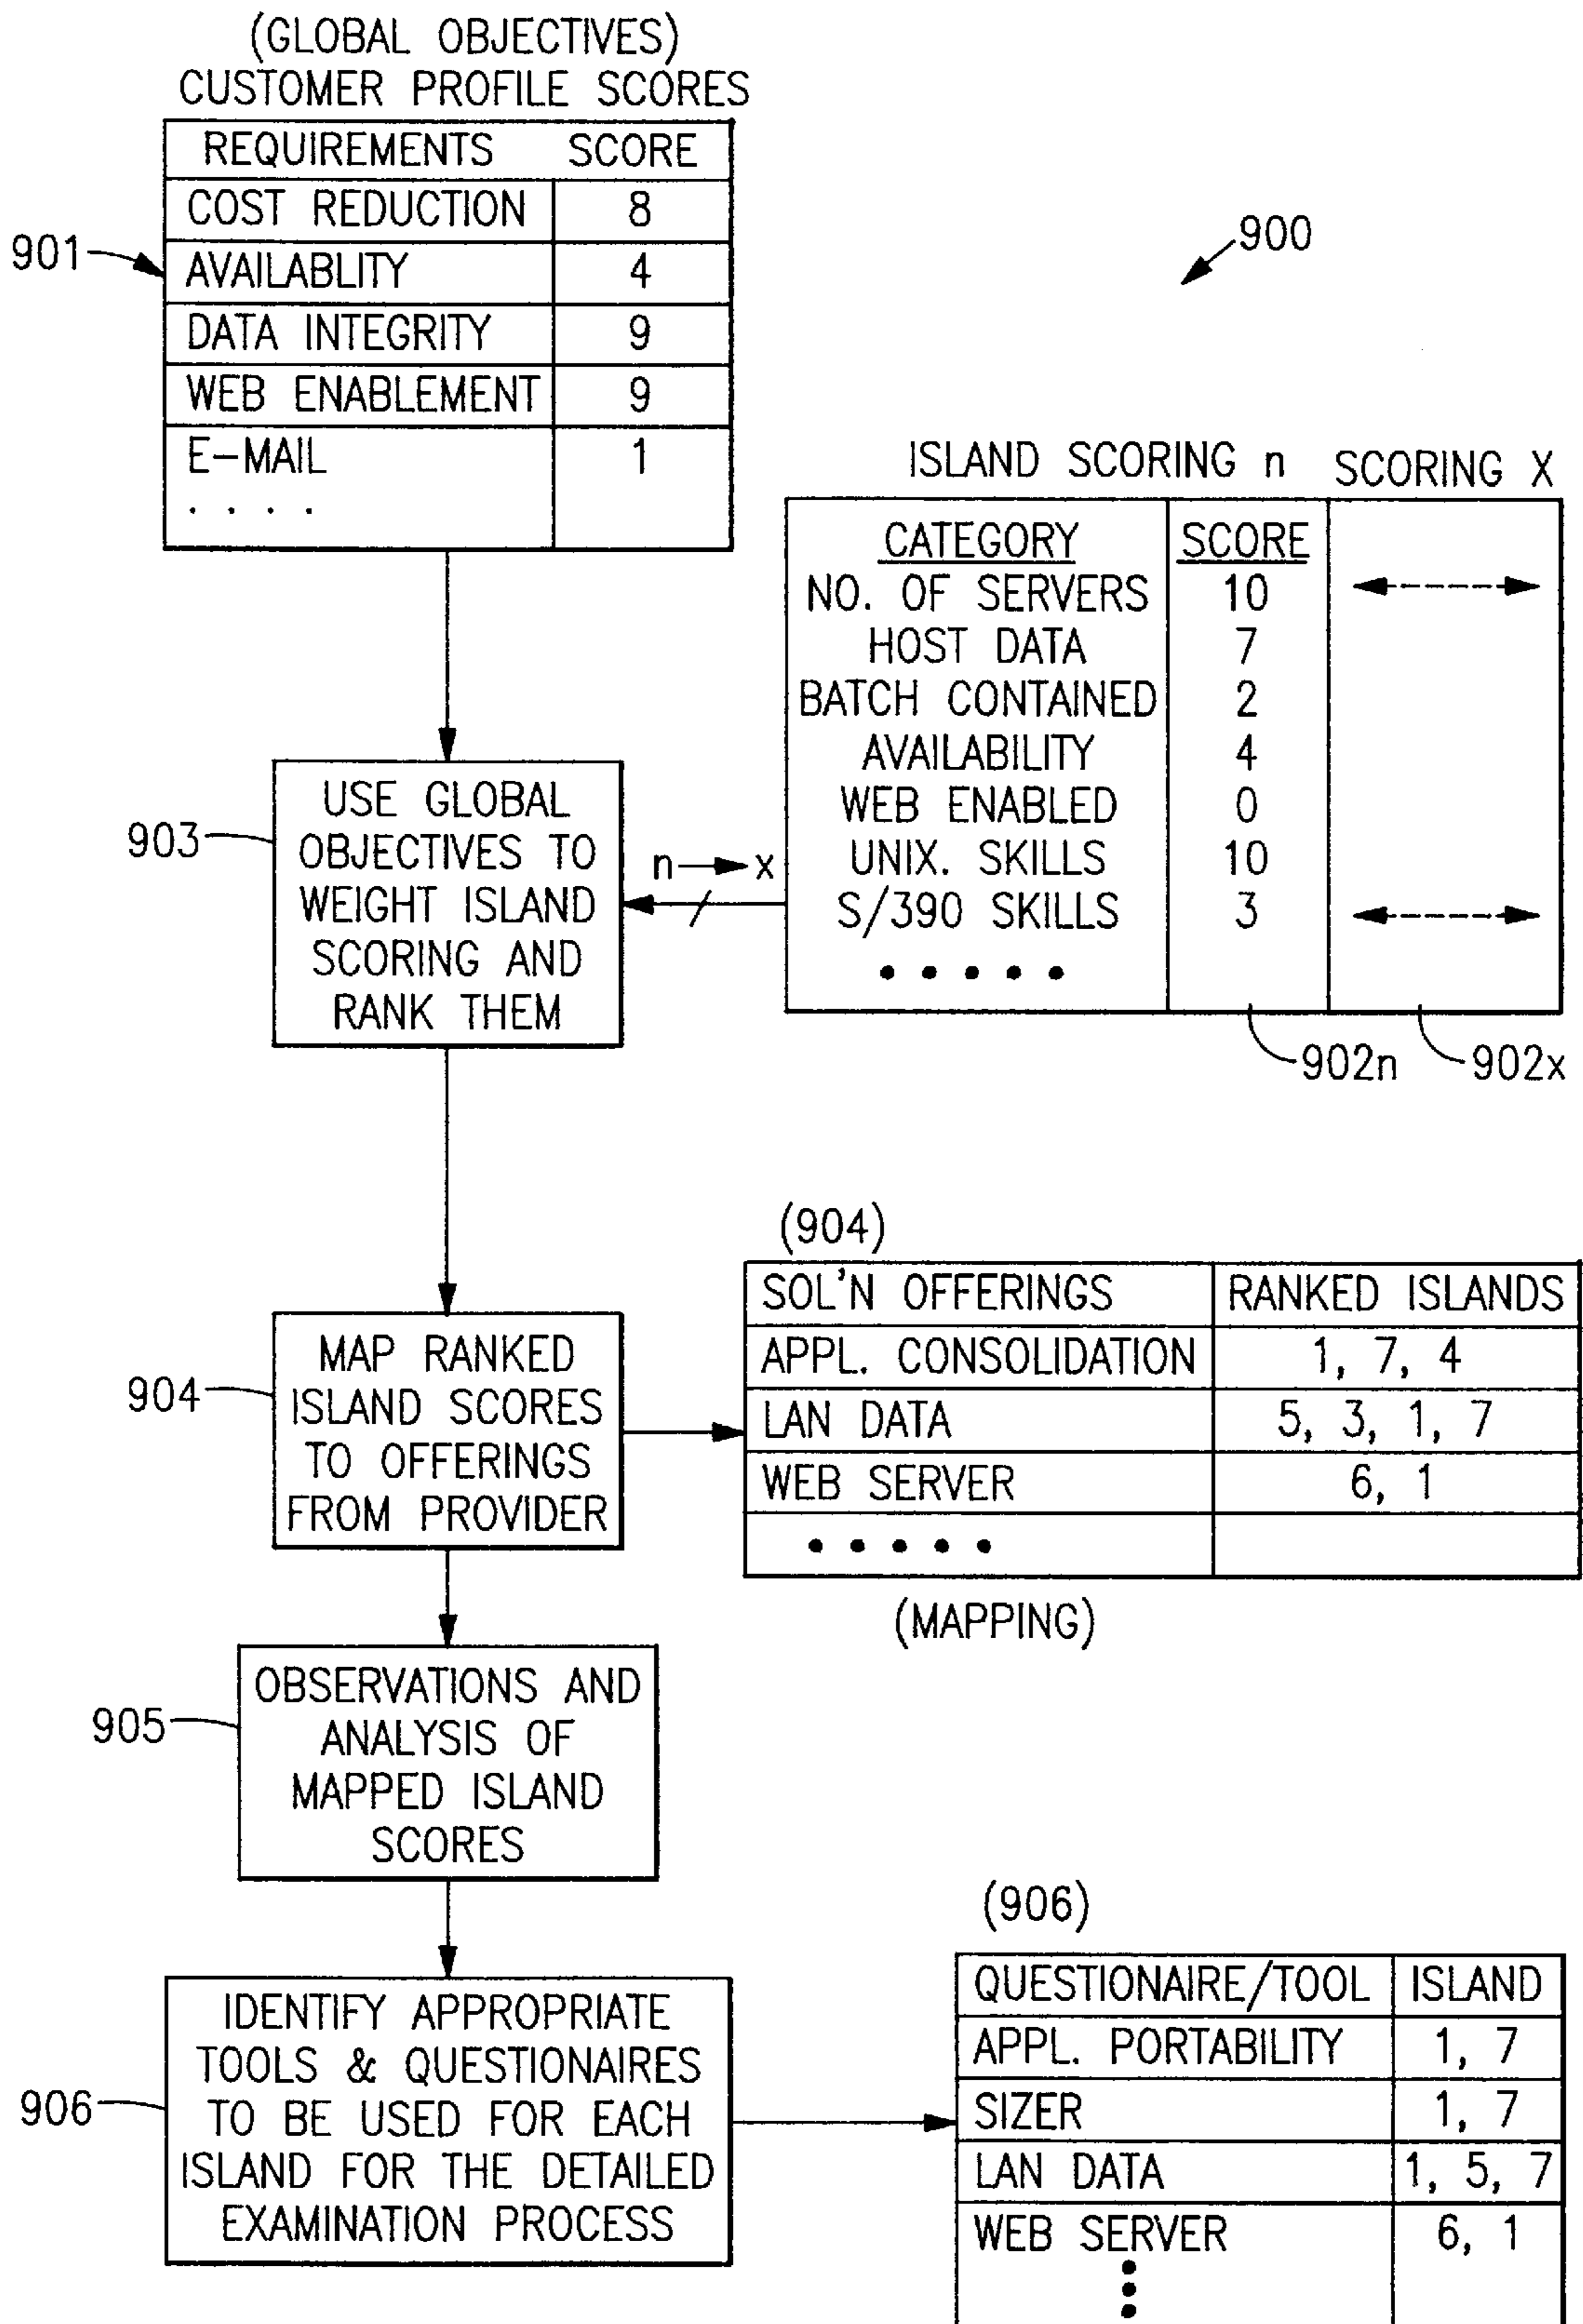 (GLOBAL OBJECTIVES)
CUSTOMER PROFILE SCORES
REQUIREMENTS SCORE
COST REDUCTION 8
901
AVAILABLITY 4
DATA INTEGRITY 9
WEB ENABLEMENT 9
E-MAIL 1
. . . .
900
ISLAND SCORING n SCORING X
CATEGORY SCORE
NO. OF SERVERS 10
HOST DATA 7
BATCH CONTAINED 2
AVAILABILITY 4
WEB ENABLED 0
UNIX. SKILLS 10
S/390 SKILLS 3
• • • • •
902n 902x
n x
903
USE GLOBAL
OBJECTIVES TO
WEIGHT ISLAND
SCORING AND
RANK THEM
904
MAP RANKED
ISLAND SCORES
TO OFFERINGS
FROM PROVIDER
(904)
SOL'N OFFERINGS RANKED ISLANDS
APPL. CONSOLIDATION 1, 7, 4
LAN DATA 5, 3, 1, 7
WEB SERVER 6, 1
• • • • •
(MAPPING)
905
OBSERVATIONS AND
ANALYSIS OF
MAPPED ISLAND
SCORES
906
IDENTIFY APPROPRIATE
TOOLS & QUESTIONAIRES
TO BE USED FOR EACH
ISLAND FOR THE DETAILED
EXAMINATION PROCESS
(906)
QUESTIONAIRE/TOOL ISLAND
APPL. PORTABILITY 1, 7
SIZER 1, 7
LAN DATA 1, 5, 7
WEB SERVER 6, 1